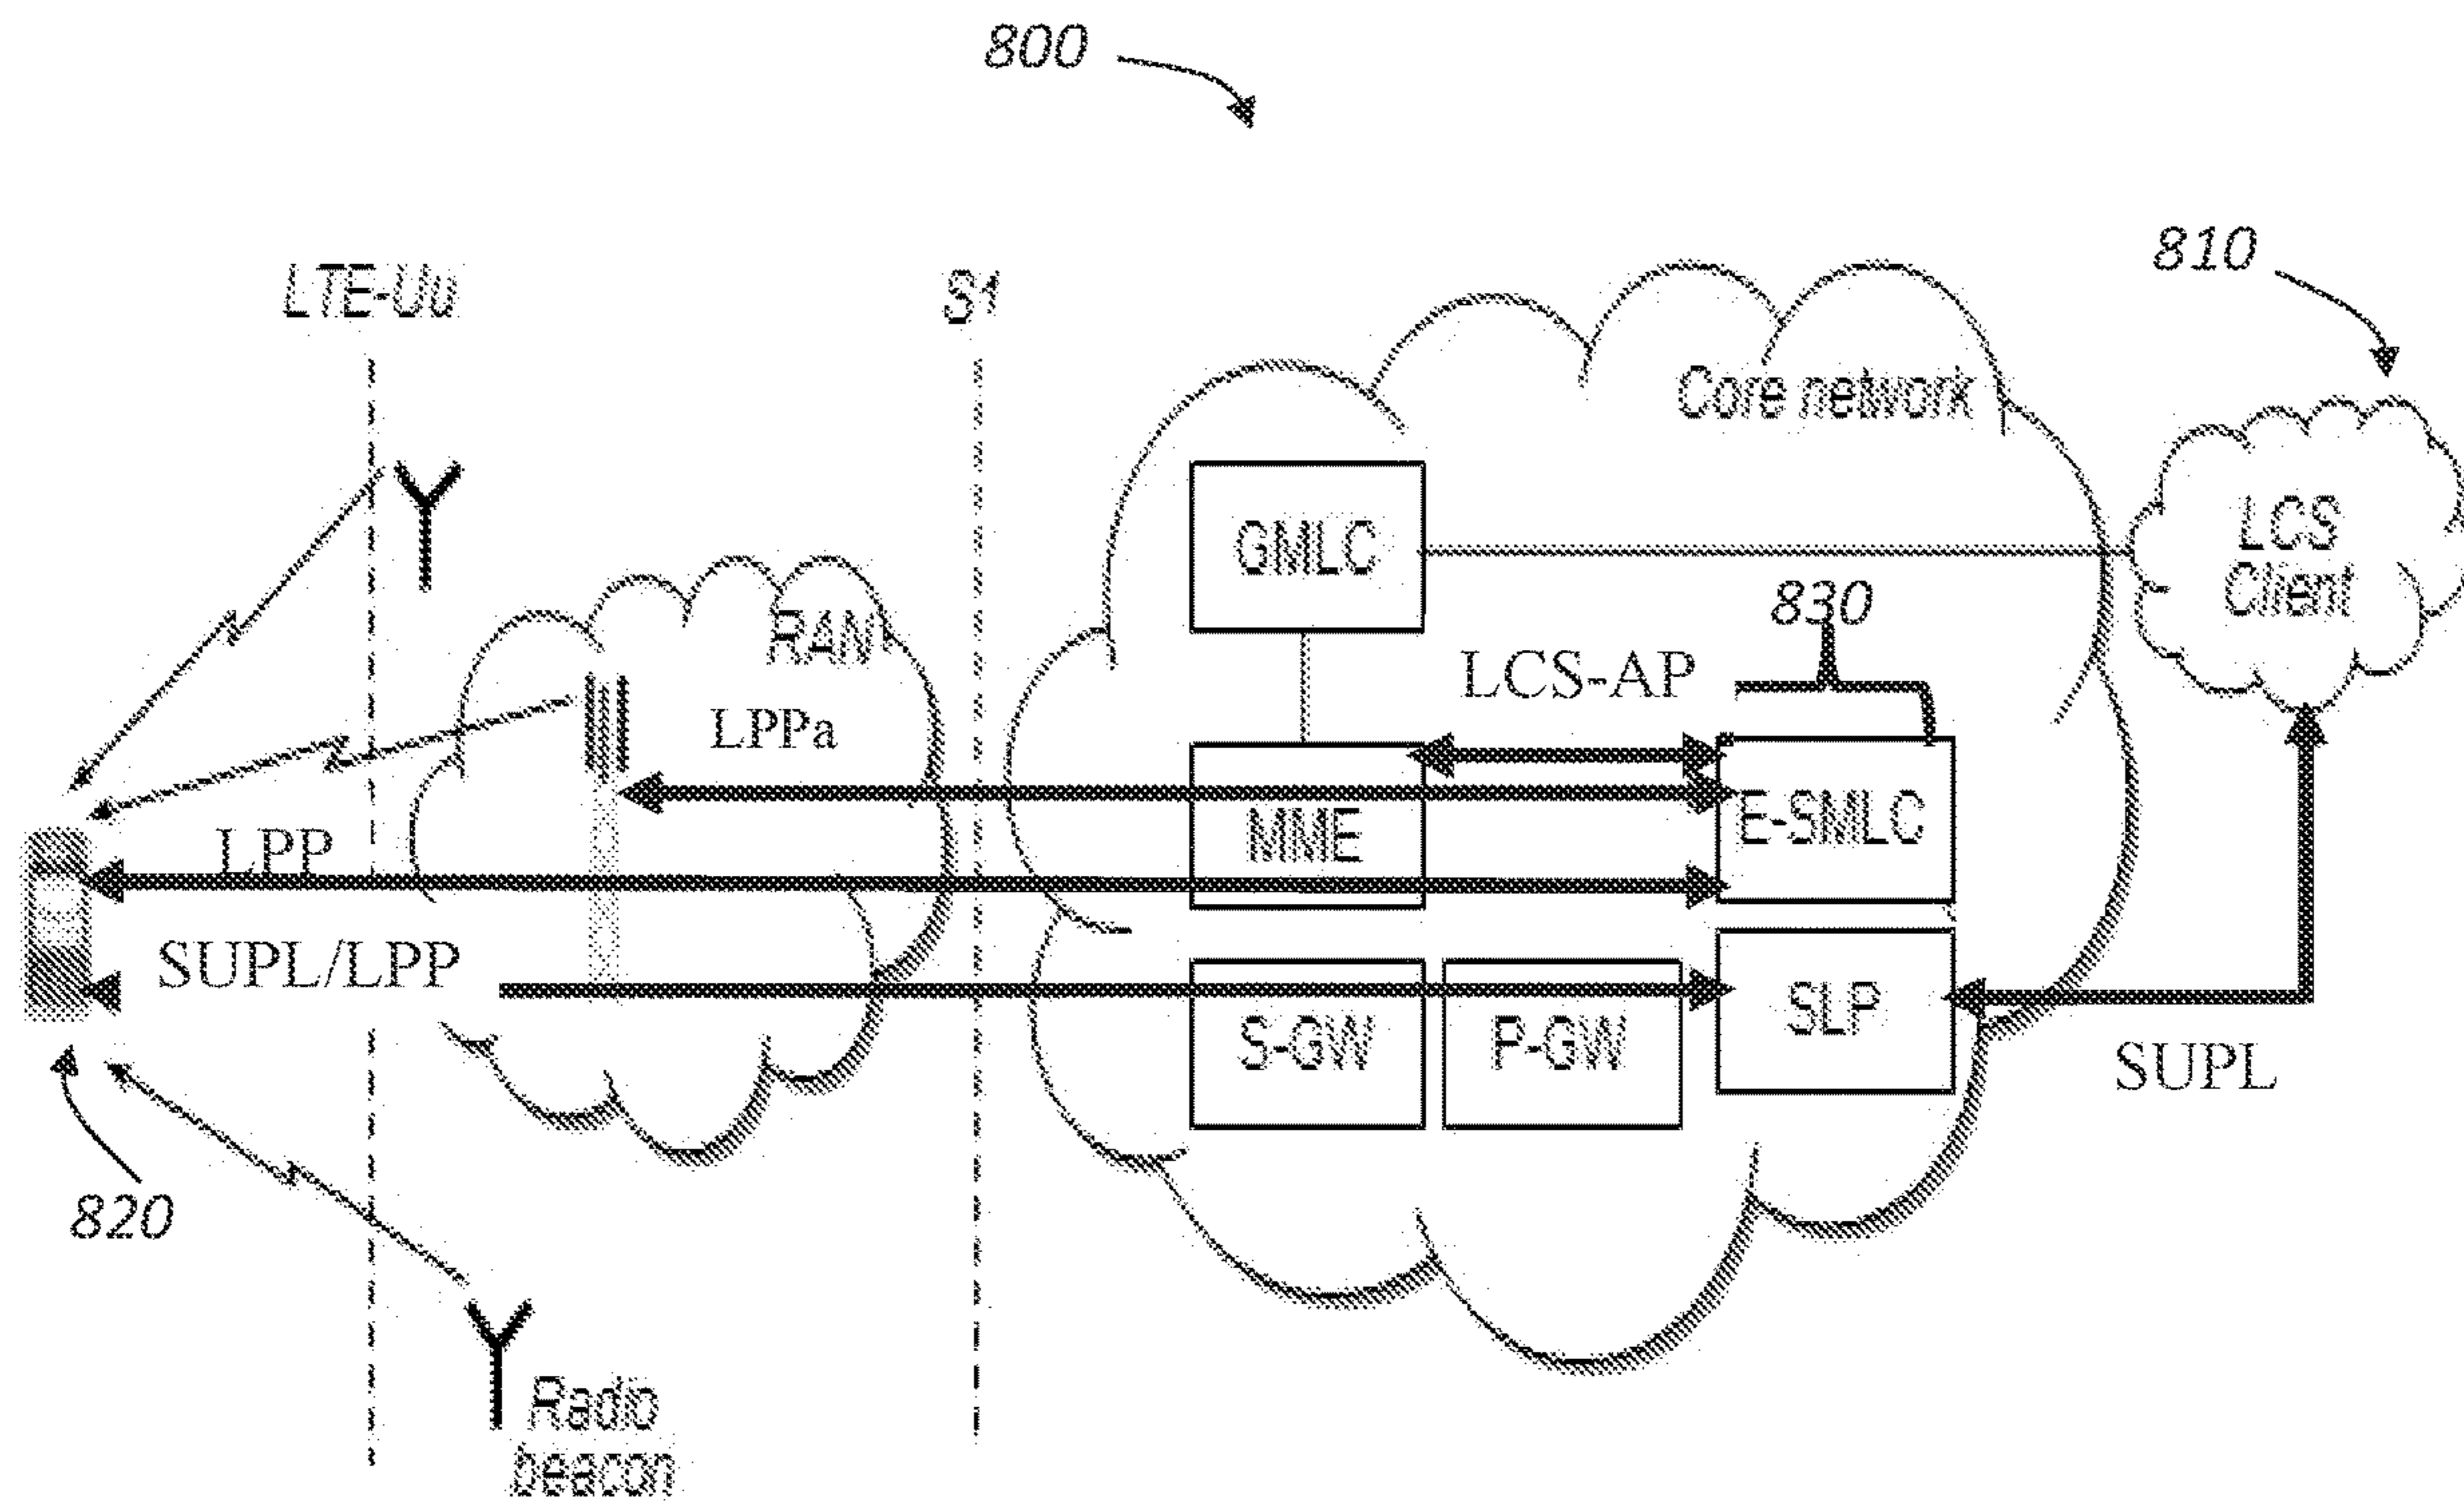 800
810
LTE-Uu
S1
Core network
GMLC
LCS
Client
830
RAN
LCS-AP
LPPa
MME
E-SMLC
LPP
SUPL/LPP
S-GW
P-GW
SLP
SUPL
820
Radio
beacon